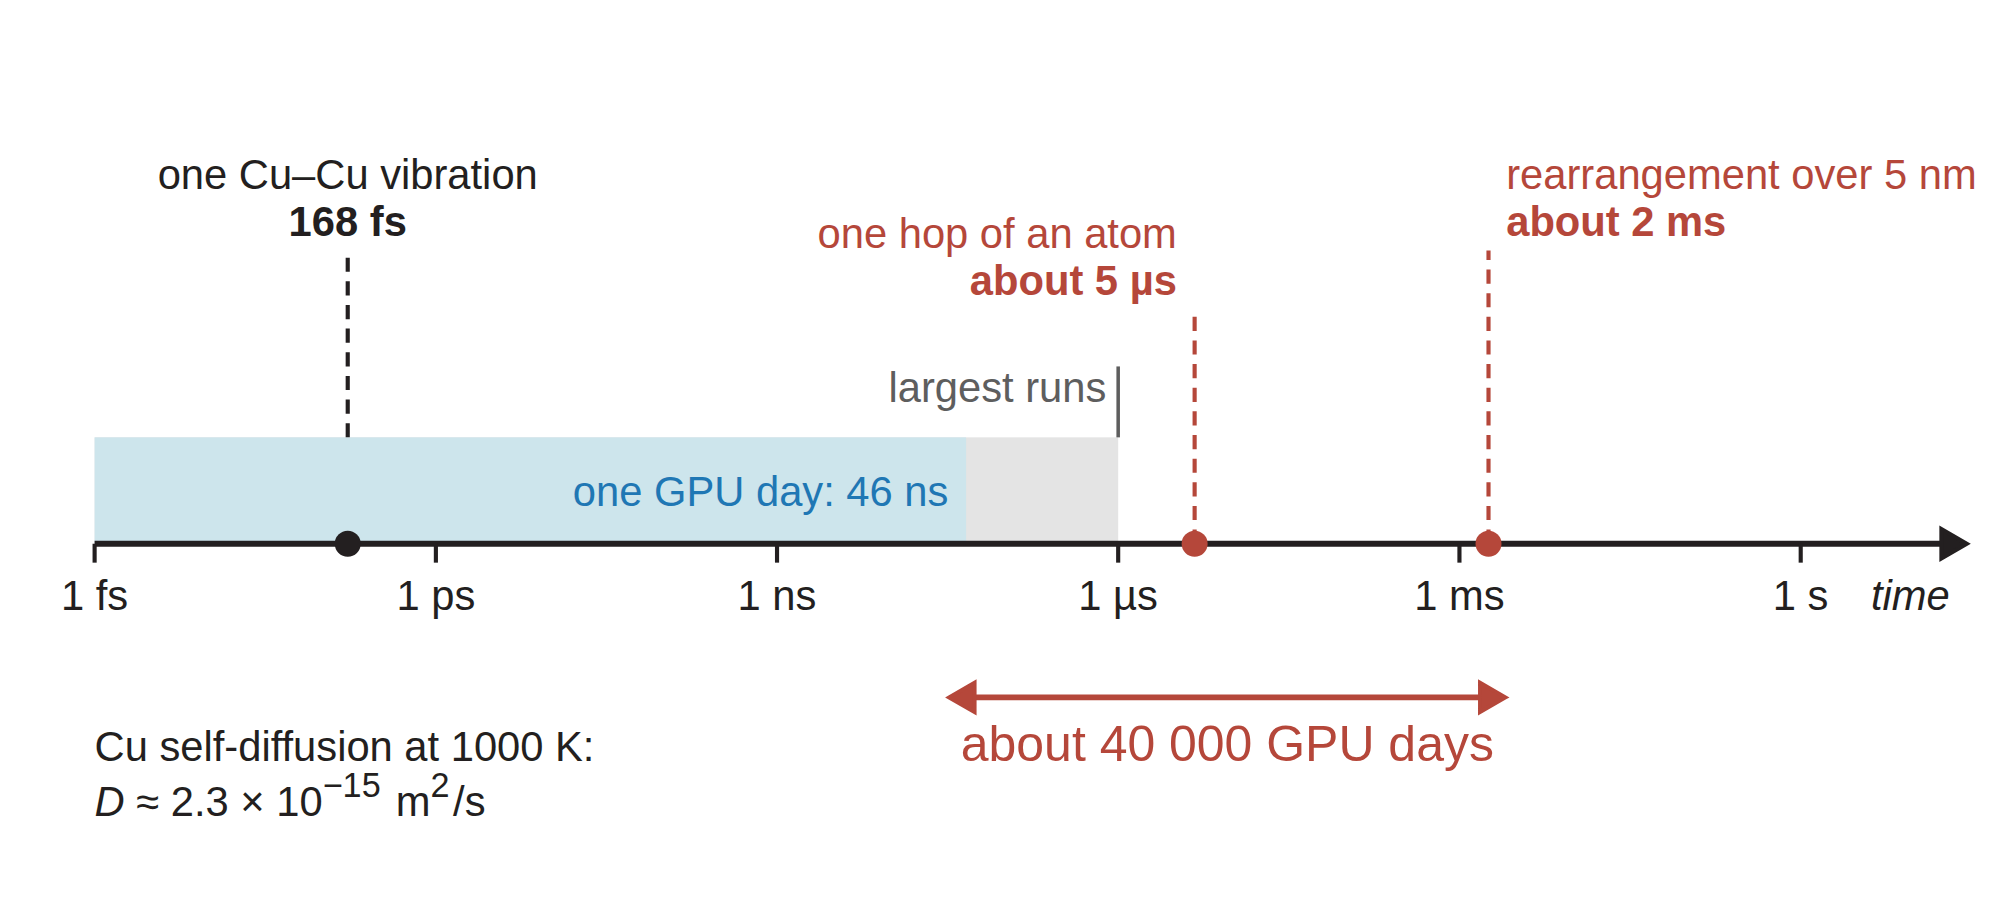 one Cu–Cu vibration
168 fs
one hop of an atom
about 5 µs
rearrangement over 5 nm
about 2 ms
largest runs
one GPU day: 46 ns
1 fs
1 ps
1 ns
1 µs
1 ms
1 s
time
about 40 000 GPU days
Cu self-diffusion at 1000 K:
D ≈ 2.3 × 10⁻¹⁵ m²/s